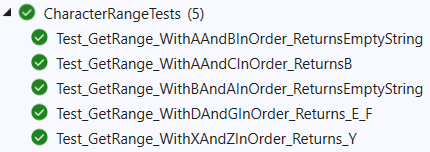 CharacterRangeTests (5)
Test_GetRange_WithAAndBInOrder_ReturnsEmptyString
Test_GetRange_WithAAndCInOrder_ReturnsB
Test_GetRange_WithBAndAInOrder_ReturnsEmptyString
Test_GetRange_WithDAndGInOrder_Returns_E_F
Test_GetRange_WithXAndZInOrder_Returns_Y